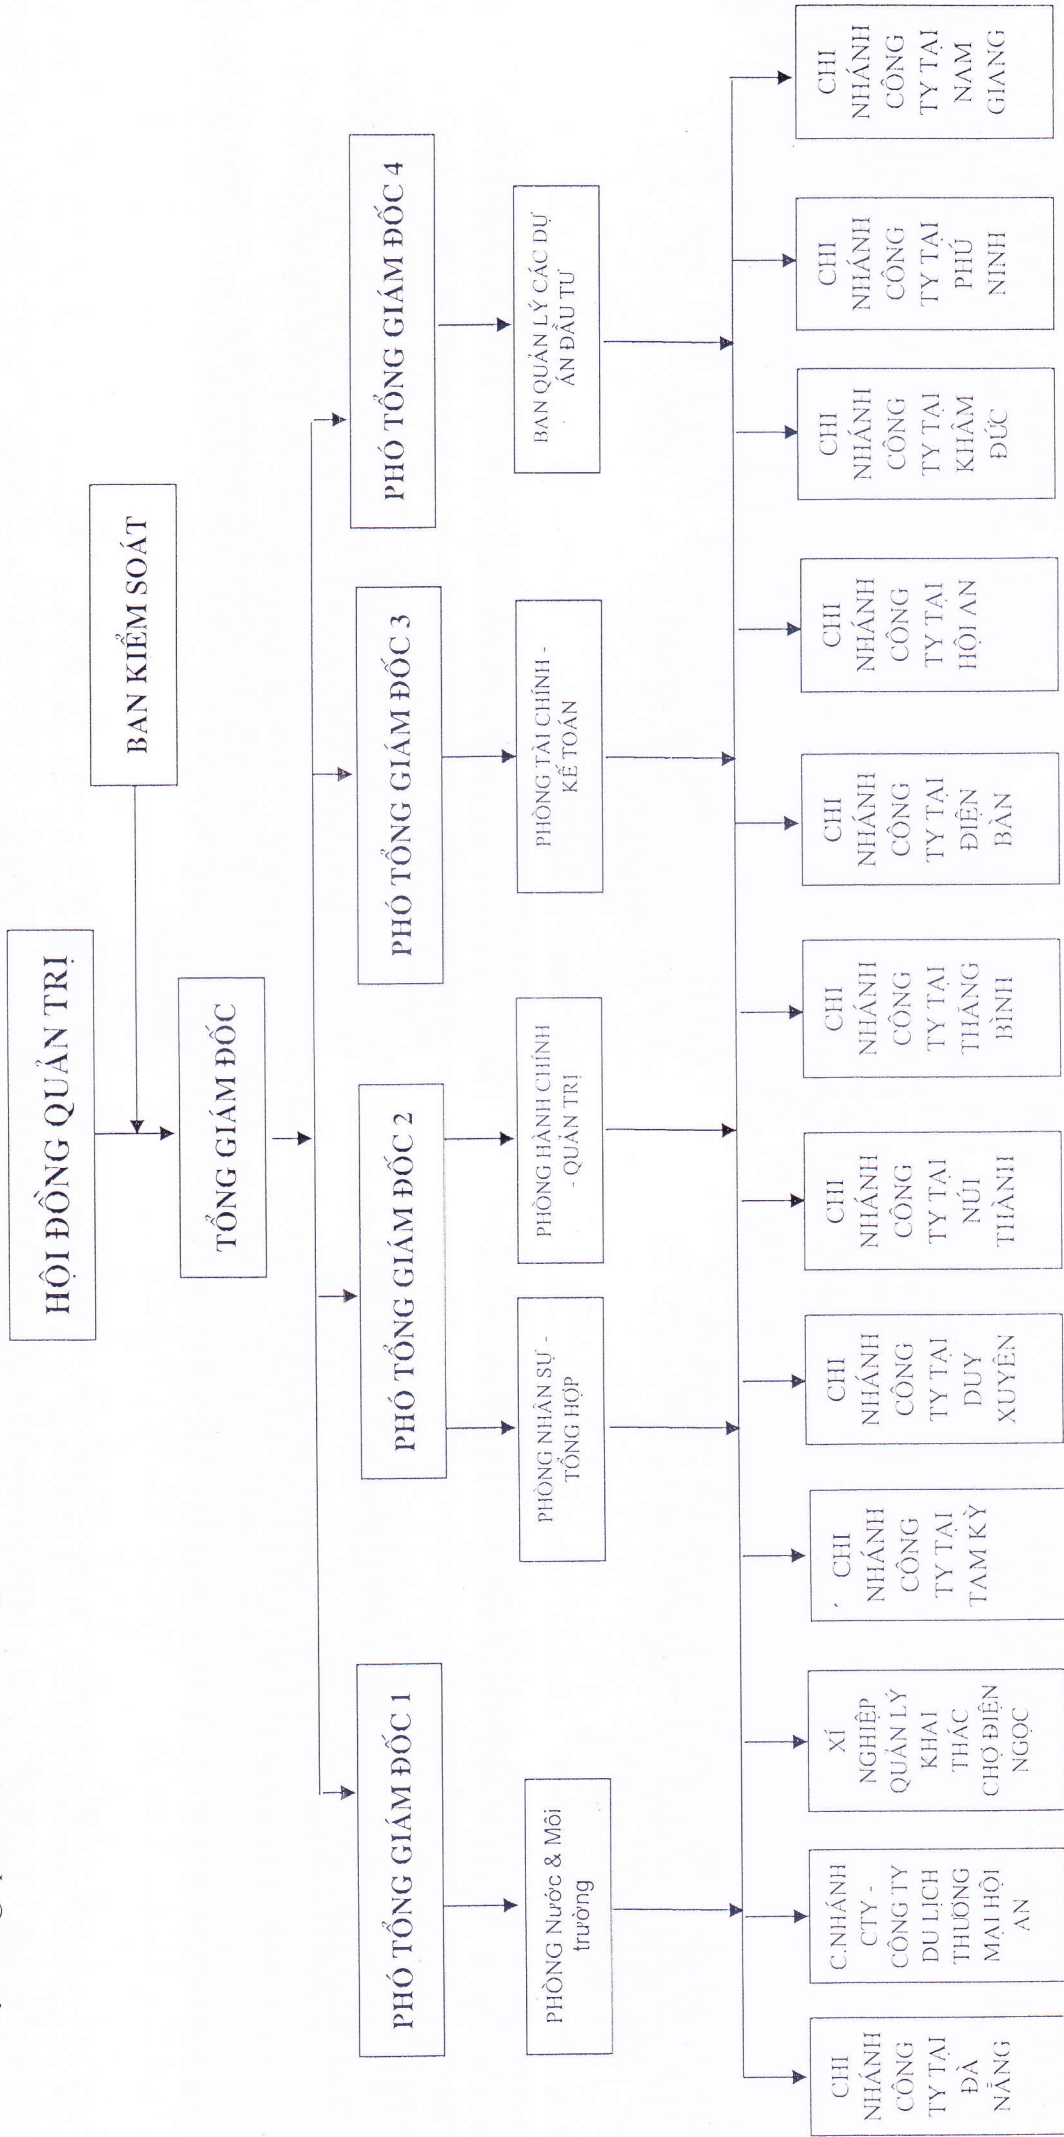 HỘI ĐỒNG QUẢN TRỊ
BAN KIỂM SOÁT
TỔNG GIÁM ĐỐC
PHÓ TỔNG GIÁM ĐỐC 1
PHÓ TỔNG GIÁM ĐỐC 2
PHÓ TỔNG GIÁM ĐỐC 3
PHÓ TỔNG GIÁM ĐỐC 4
PHÒNG Nước & Môi
trường
PHÒNG NHÂN SỰ -
TỔNG HỢP
PHÒNG HÀNH CHÍNH
- QUẢN TRỊ
PHÒNG TÀI CHÍNH -
KẾ TOÁN
BAN QUẢN LÝ CÁC DỰ
ÁN ĐẦU TƯ
CHI
NHÁNH
CÔNG
TY TẠI
ĐÀ
NẴNG
C.NHÁNH
CTY -
CÔNG TY
DU LỊCH
THƯƠNG
MẠI HỘI
AN
XÍ
NGHIỆP
QUẢN LÝ
KHAI
THÁC
CHỢ ĐIỆN
NGỌC
CHI
NHÁNH
CÔNG
TY TẠI
TAM KỲ
CHI
NHÁNH
CÔNG
TY TẠI
DUY
XUYÊN
CHI
NHÁNH
CÔNG
TY TẠI
NÚI
THÀNH
CHI
NHÁNH
CÔNG
TY TẠI
THĂNG
BÌNH
CHI
NHÁNH
CÔNG
TY TẠI
ĐIỆN
BÀN
CHI
NHÁNH
CÔNG
TY TẠI
HỘI AN
CHI
NHÁNH
CÔNG
TY TẠI
KHÂM
ĐỨC
CHI
NHÁNH
CÔNG
TY TẠI
PHÚ
NINH
CHI
NHÁNH
CÔNG
TY TẠI
NAM
GIANG